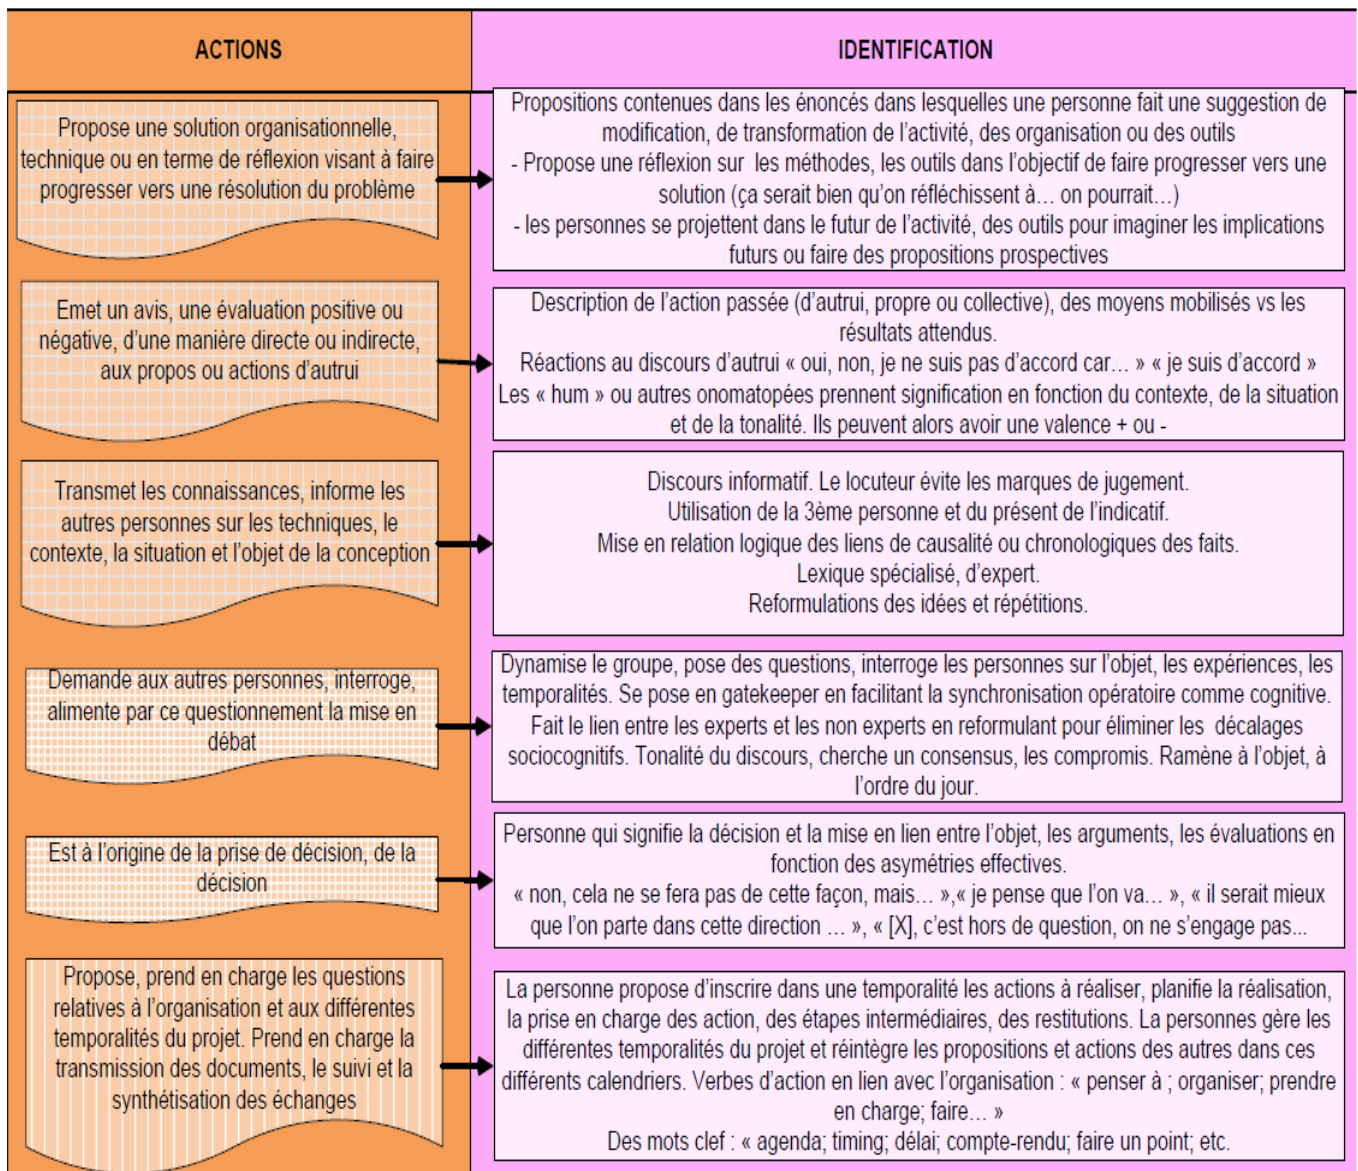 ACTIONS
IDENTIFICATION
Propose une solution organisationnelle,
technique ou en terme de réflexion visant à faire
progresser vers une résolution du problème
Propositions contenues dans les énoncés dans lesquelles une personne fait une suggestion de
modification, de transformation de l'activité, des organisation ou des outils
- Propose une réflexion sur les méthodes, les outils dans l'objectif de faire progresser vers une
solution (ça serait bien qu'on réfléchissent à… on pourrait…)
- les personnes se projettent dans le futur de l'activité, des outils pour imaginer les implications
futurs ou faire des propositions prospectives
Emet un avis, une évaluation positive ou
négative, d'une manière directe ou indirecte,
aux propos ou actions d'autrui
Description de l'action passée (d'autrui, propre ou collective), des moyens mobilisés vs les
résultats attendus.
Réactions au discours d'autrui « oui, non, je ne suis pas d'accord car… » « je suis d'accord »
Les « hum » ou autres onomatopées prennent signification en fonction du contexte, de la situation
et de la tonalité. Ils peuvent alors avoir une valence + ou -
Transmet les connaissances, informe les
autres personnes sur les techniques, le
contexte, la situation et l'objet de la conception
Discours informatif. Le locuteur évite les marques de jugement.
Utilisation de la 3ème personne et du présent de l'indicatif.
Mise en relation logique des liens de causalité ou chronologiques des faits.
Lexique spécialisé, d'expert.
Reformulations des idées et répétitions.
Demande aux autres personnes, interroge,
alimente par ce questionnement la mise en
débat
Dynamise le groupe, pose des questions, interroge les personnes sur l'objet, les expériences, les
temporalités. Se pose en gatekeeper en facilitant la synchronisation opératoire comme cognitive.
Fait le lien entre les experts et les non experts en reformulant pour éliminer les décalages
sociocognitifs. Tonalité du discours, cherche un consensus, les compromis. Ramène à l'objet, à
l'ordre du jour.
Est à l'origine de la prise de décision, de la
décision
Personne qui signifie la décision et la mise en lien entre l'objet, les arguments, les évaluations en
fonction des asymétries effectives.
« non, cela ne se fera pas de cette façon, mais… »,« je pense que l'on va… », « il serait mieux
que l'on parte dans cette direction … », « [X], c'est hors de question, on ne s'engage pas...
Propose, prend en charge les questions
relatives à l'organisation et aux différentes
temporalités du projet. Prend en charge la
transmission des documents, le suivi et la
synthétisation des échanges
La personne propose d'inscrire dans une temporalité les actions à réaliser, planifie la réalisation,
la prise en charge des action, des étapes intermédiaires, des restitutions. La personnes gère les
différentes temporalités du projet et réintègre les propositions et actions des autres dans ces
différents calendriers. Verbes d'action en lien avec l'organisation : « penser à ; organiser; prendre
en charge; faire… »
Des mots clef : « agenda; timing; délai; compte-rendu; faire un point; etc.